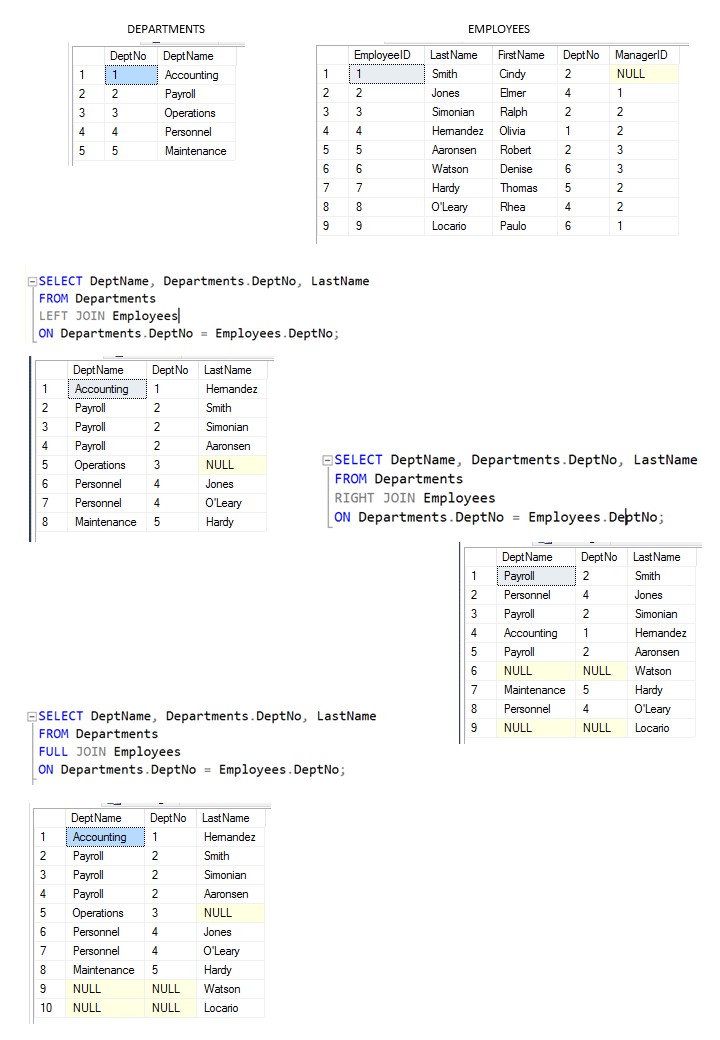 DEPARTMENTS
DeptNo DeptName
1 1 Accounting
2 2 Payroll
3 3 Operations
4 4 Personnel
5 5 Maintenance
EMPLOYEES
EmployeeID LastName FirstName DeptNo ManagerID
1 1 Smith Cindy 2 NULL
2 2 Jones Elmer 4 1
3 3 Simonian Ralph 2 2
4 4 Hernandez Olivia 1 2
5 5 Aaronsen Robert 2 3
6 6 Watson Denise 6 3
7 7 Hardy Thomas 5 2
8 8 O'Leary Rhea 4 2
9 9 Locario Paulo 6 1
SELECT DeptName, Departments.DeptNo, LastName
FROM Departments
LEFT JOIN Employees
ON Departments.DeptNo = Employees.DeptNo;
DeptName DeptNo LastName
1 Accounting 1 Hernandez
2 Payroll 2 Smith
3 Payroll 2 Simonian
4 Payroll 2 Aaronsen
5 Operations 3 NULL
6 Personnel 4 Jones
7 Personnel 4 O'Leary
8 Maintenance 5 Hardy
SELECT DeptName, Departments.DeptNo, LastName
FROM Departments
RIGHT JOIN Employees
ON Departments.DeptNo = Employees.DeptNo;
DeptName DeptNo LastName
1 Payroll 2 Smith
2 Personnel 4 Jones
3 Payroll 2 Simonian
4 Accounting 1 Hernandez
5 Payroll 2 Aaronsen
6 NULL NULL Watson
7 Maintenance 5 Hardy
8 Personnel 4 O'Leary
9 NULL NULL Locario
SELECT DeptName, Departments.DeptNo, LastName
FROM Departments
FULL JOIN Employees
ON Departments.DeptNo = Employees.DeptNo;
DeptName DeptNo LastName
1 Accounting 1 Hernandez
2 Payroll 2 Smith
3 Payroll 2 Simonian
4 Payroll 2 Aaronsen
5 Operations 3 NULL
6 Personnel 4 Jones
7 Personnel 4 O'Leary
8 Maintenance 5 Hardy
9 NULL NULL Watson
10 NULL NULL Locario